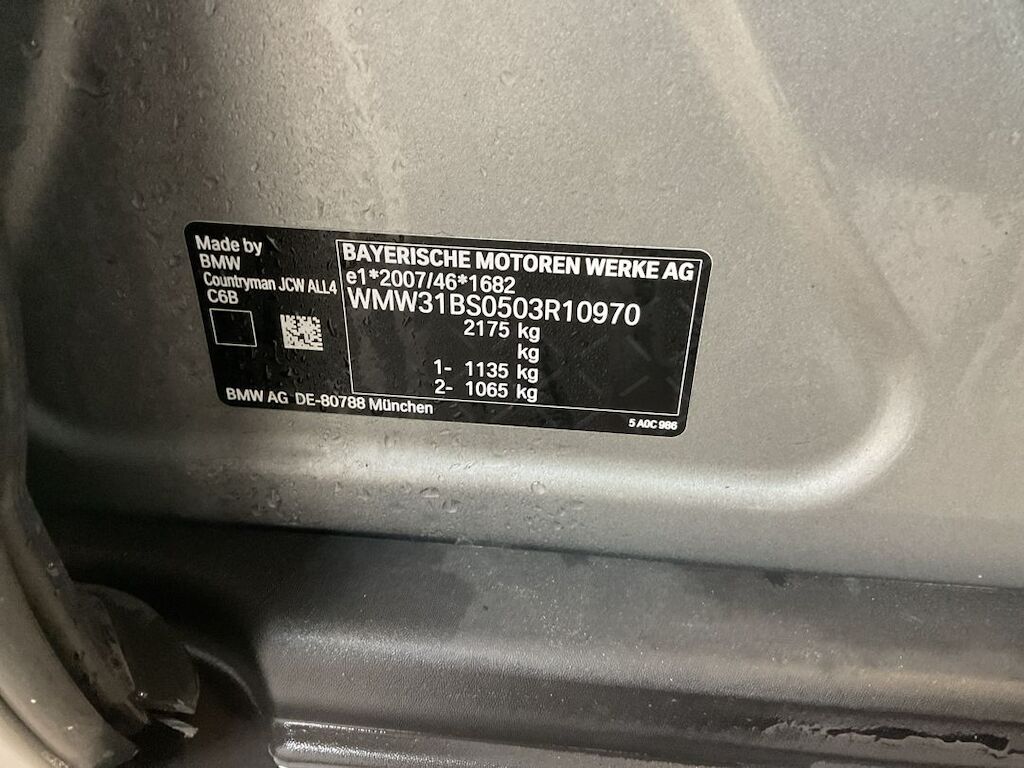 Made by
BMW
Countryman JCW ALL4
C6B
BAYERISCHE MOTOREN WERKE AG
e1*2007/46*1682
WMW31BS0503R10970
2175 kg
kg
1- 1135 kg
2- 1065 kg
BMW AG DE-80788 München
5 A0C 986